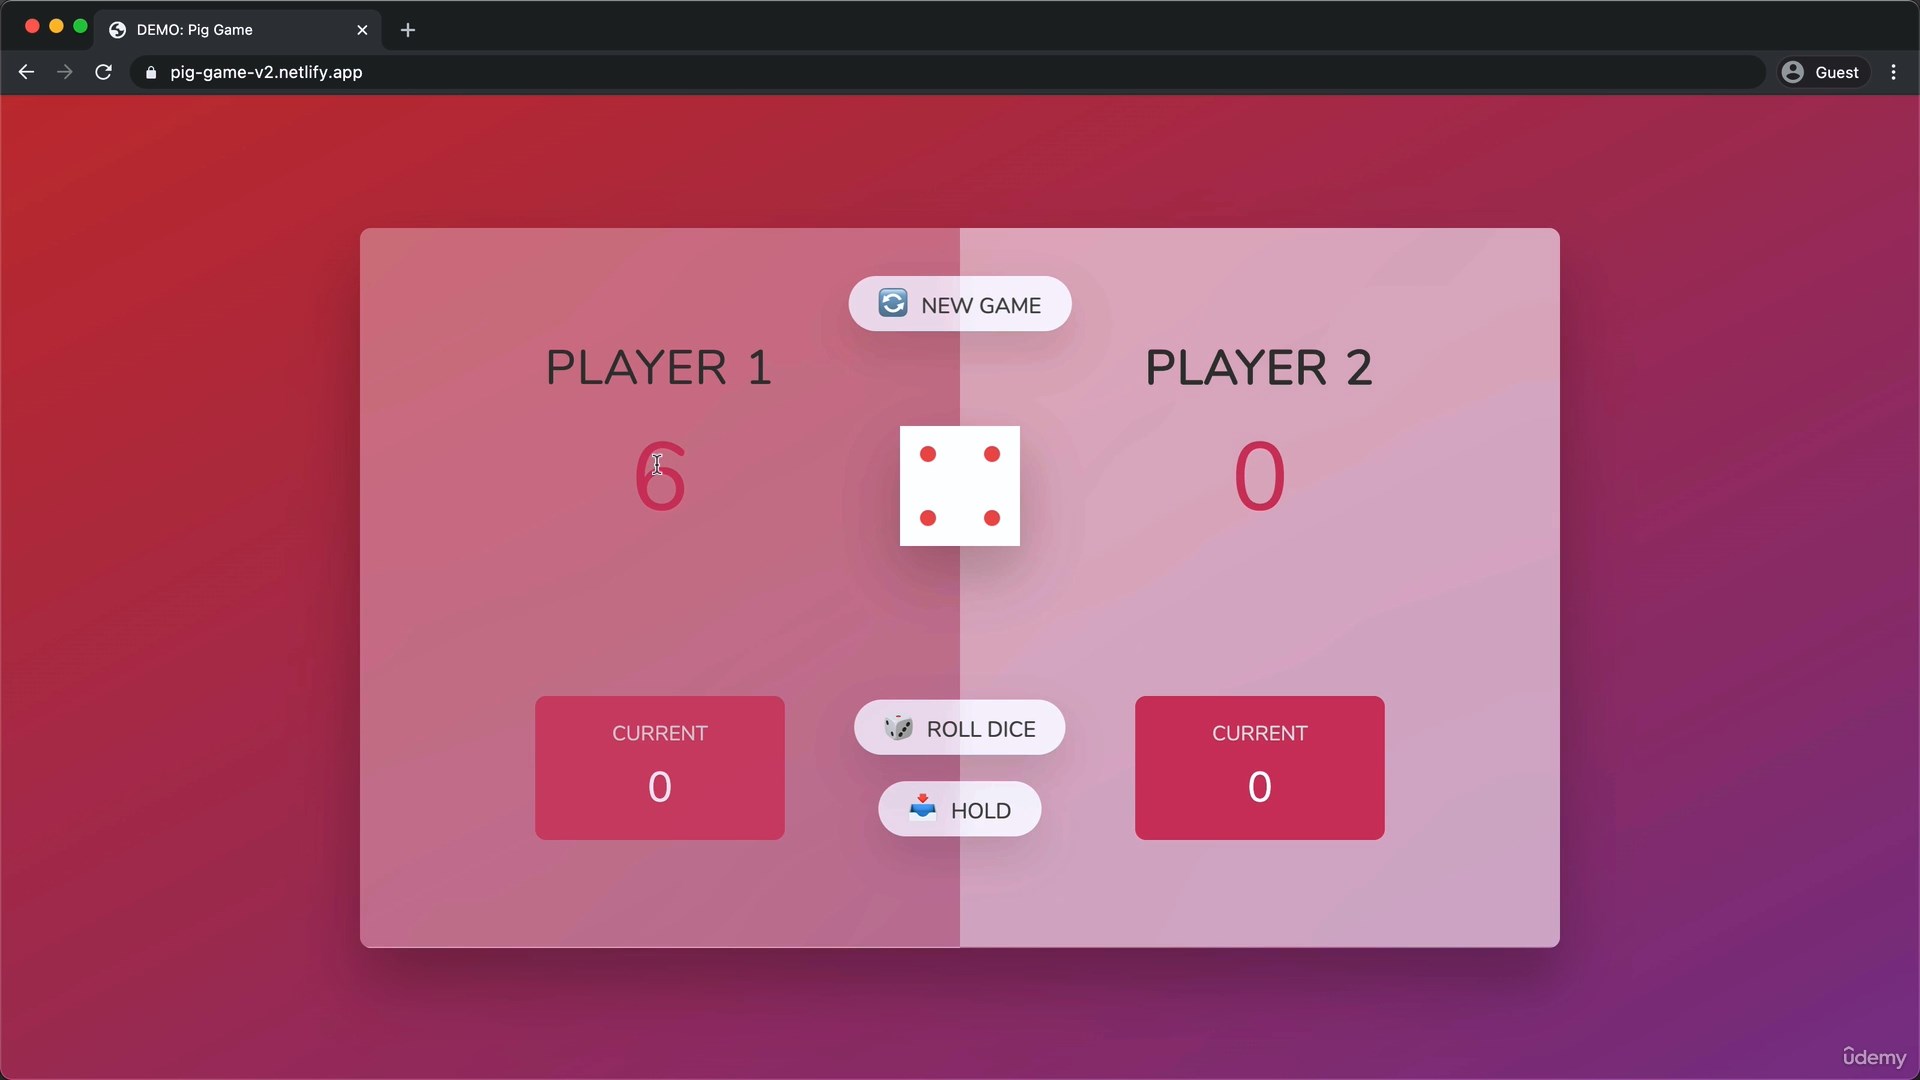 DEMO: Pig Game
pig-game-v2.netlify.app
Guest
NEW GAME
PLAYER 1
PLAYER 2
6
0
CURRENT
0
ROLL DICE
HOLD
CURRENT
0
ûdemy